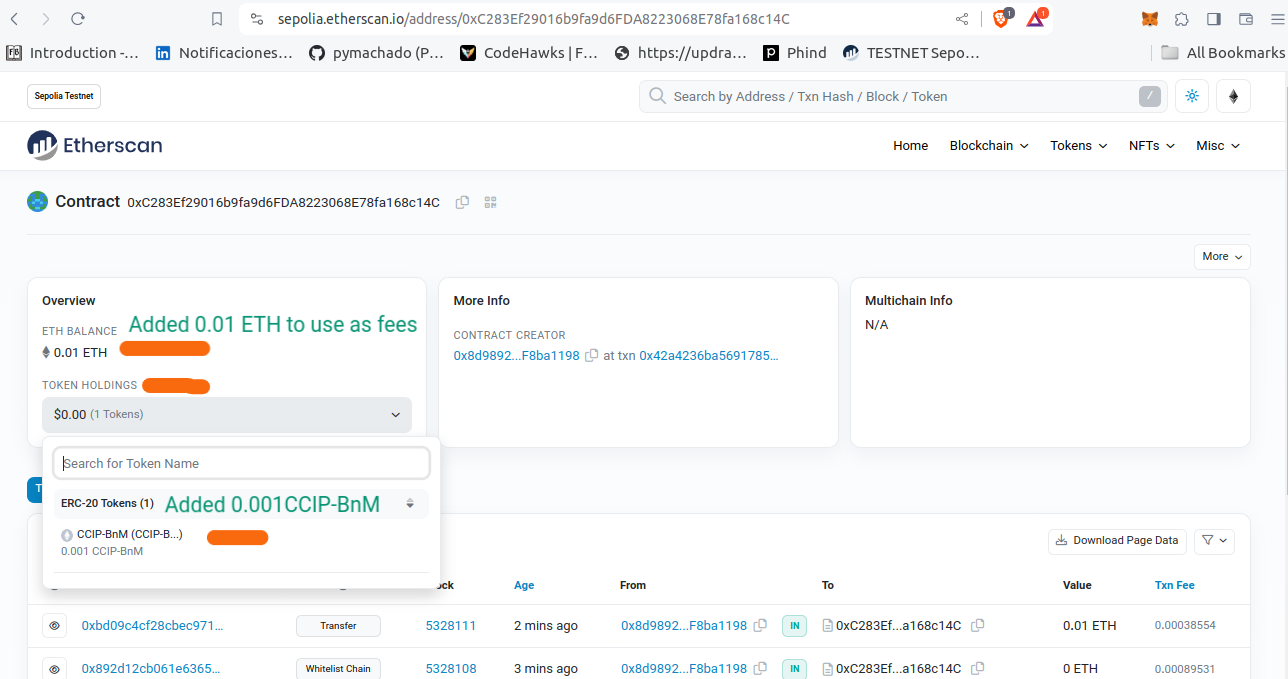 sepolia.etherscan.io/address/0xC283Ef29016b9fa9d6FDA8223068E78fa168c14C
1
1
Introduction -...
Notificaciones...
pymachado (P...
CodeHawks | F...
https://updra...
Phind
TESTNET Sepo...
All Bookmarks
Sepolia Testnet
Search by Address / Txn Hash / Block / Token
/
Etherscan
Home
Blockchain
Tokens
NFTs
Misc
Contract 0xC283Ef29016b9fa9d6FDA8223068E78fa168c14C
More
Overview
ETH BALANCE
Added 0.01 ETH to use as fees
0.01 ETH
TOKEN HOLDINGS
$0.00 (1 Tokens)
Search for Token Name
ERC-20 Tokens (1)
Added 0.001CCIP-BnM
CCIP-BnM (CCIP-B...)
0.001 CCIP-BnM
More Info
CONTRACT CREATOR
0x8d9892...F8ba1198 at txn 0x42a4236ba5691785...
Multichain Info
N/A
Download Page Data
Age
From
To
Value
Txn Fee
0xbd09c4cf28cbec971... Transfer 5328111 2 mins ago 0x8d9892...F8ba1198 IN 0xC283Ef...a168c14C 0.01 ETH 0.00038554
0x892d12cb061e6365... Whitelist Chain 5328108 3 mins ago 0x8d9892...F8ba1198 IN 0xC283Ef...a168c14C 0 ETH 0.00089531